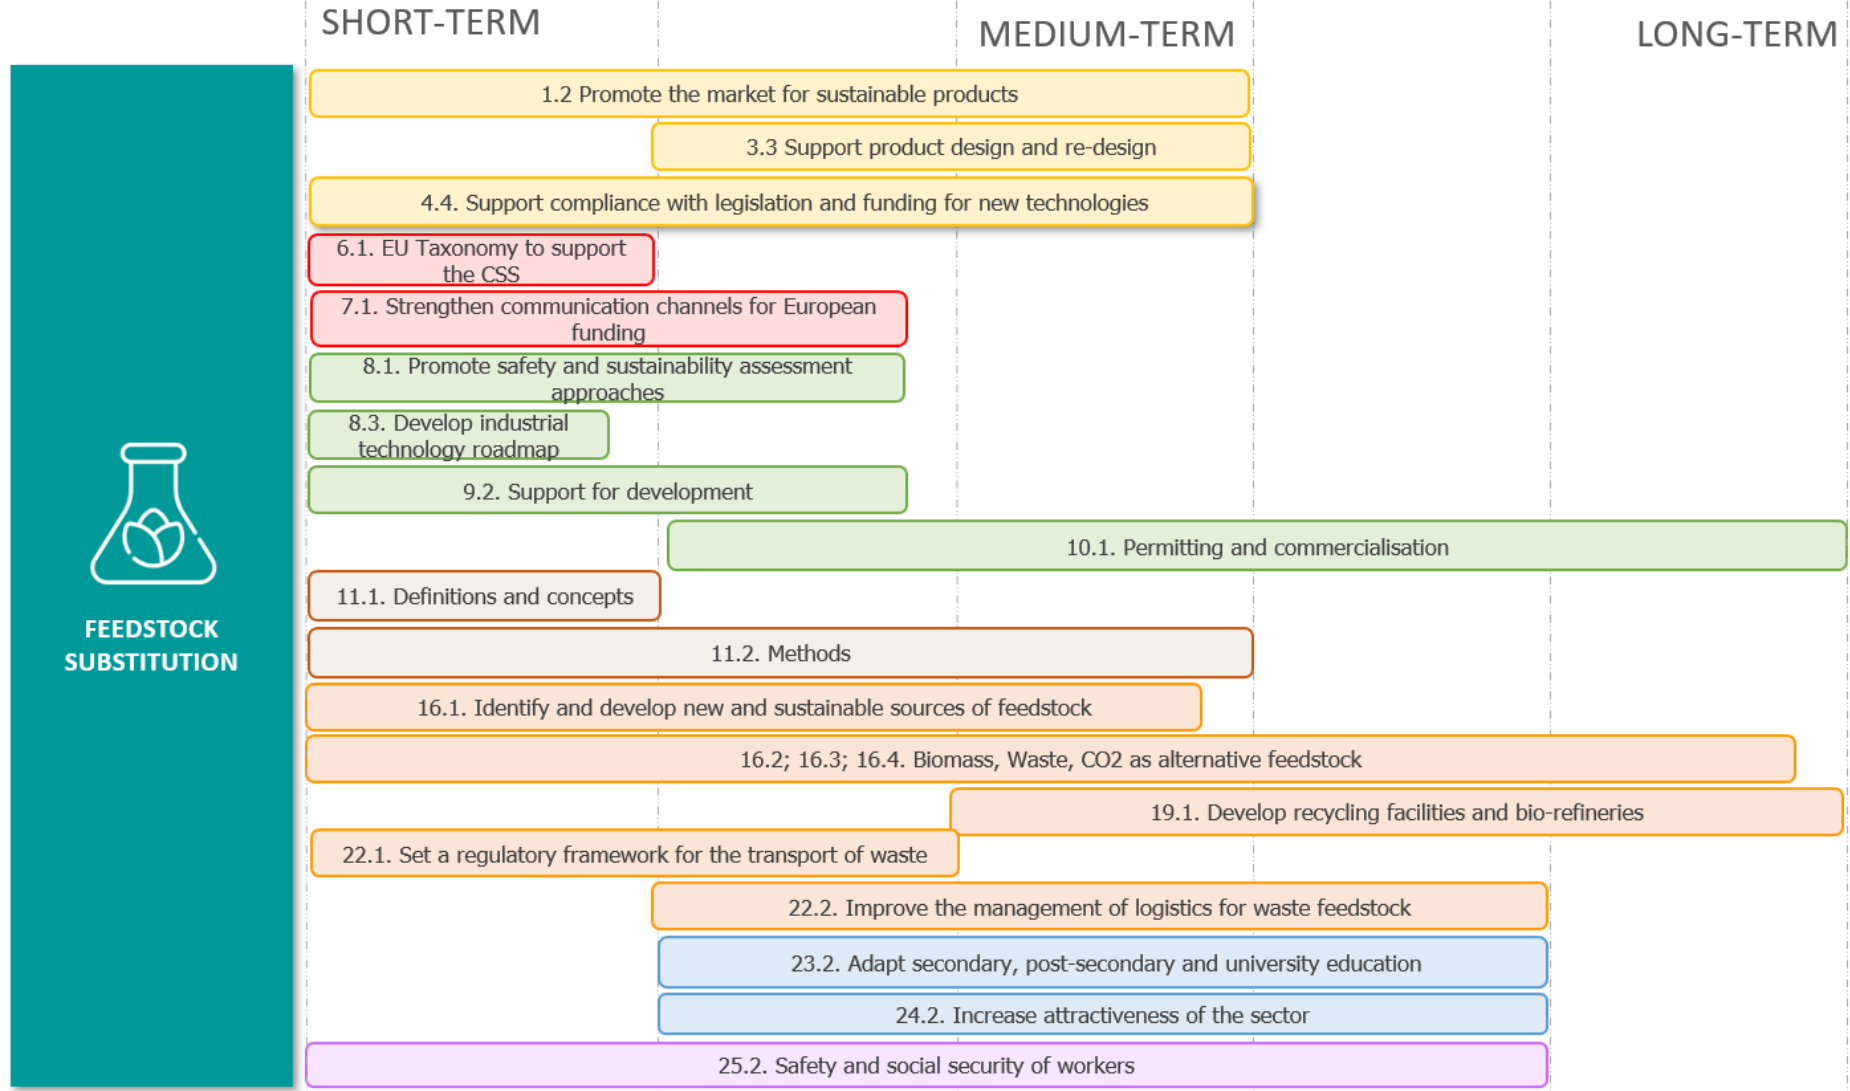 SHORT-TERM
MEDIUM-TERM
LONG-TERM
1.2 Promote the market for sustainable products
3.3 Support product design and re-design
4.4. Support compliance with legislation and funding for new technologies
6.1. EU Taxonomy to support
the CSS
7.1. Strengthen communication channels for European
funding
8.1. Promote safety and sustainability assessment
approaches
8.3. Develop industrial
technology roadmap
9.2. Support for development
10.1. Permitting and commercialisation
11.1. Definitions and concepts
FEEDSTOCK
SUBSTITUTION
11.2. Methods
16.1. Identify and develop new and sustainable sources of feedstock
16.2; 16.3; 16.4. Biomass, Waste, CO2 as alternative feedstock
19.1. Develop recycling facilities and bio-refineries
22.1. Set a regulatory framework for the transport of waste
22.2. Improve the management of logistics for waste feedstock
23.2. Adapt secondary, post-secondary and university education
24.2. Increase attractiveness of the sector
25.2. Safety and social security of workers